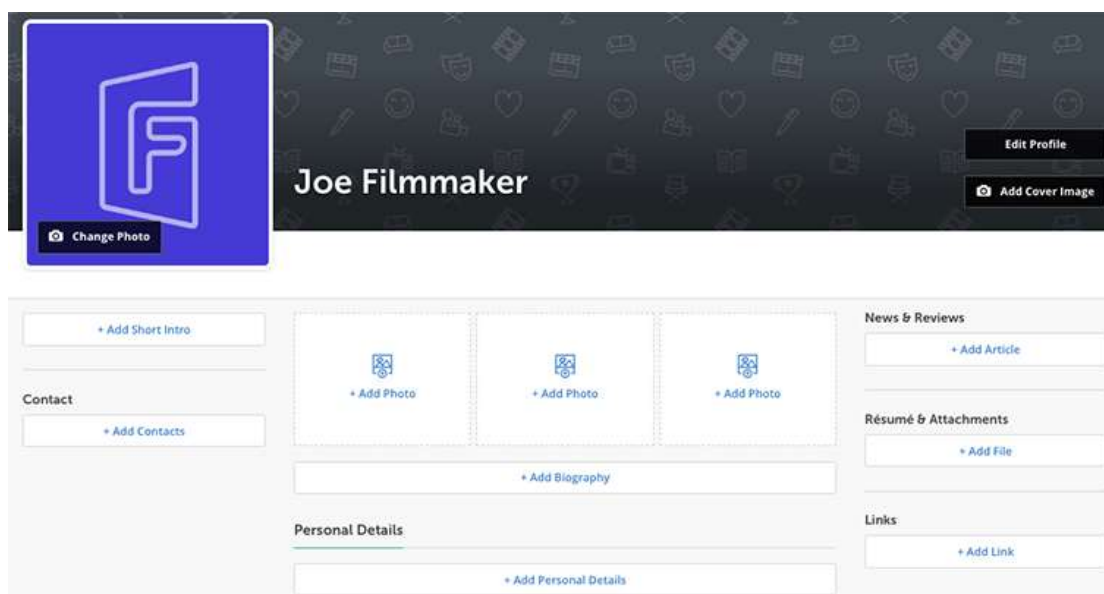 F
Joe Filmmaker
Edit Profile
Add Cover Image
Change Photo
+ Add Short Intro
Contact
+ Add Contacts
+ Add Photo
+ Add Photo
+ Add Photo
+ Add Biography
Personal Details
+ Add Personal Details
News & Reviews
+ Add Article
Résumé & Attachments
+ Add File
Links
+ Add Link